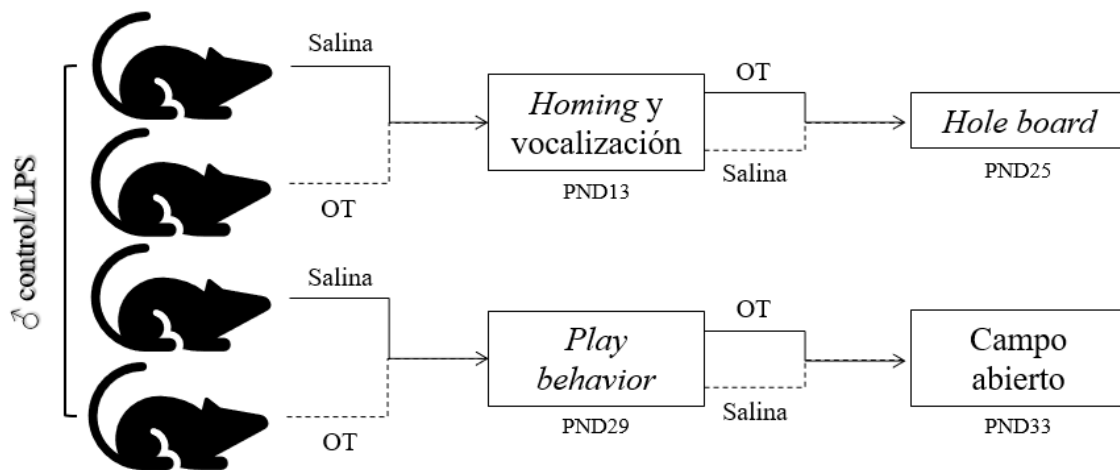 ♂ control/LPS
Salina
OT
Homing y
vocalización
PND13
OT
Salina
Hole board
PND25
Salina
OT
Play
behavior
PND29
OT
Salina
Campo
abierto
PND33